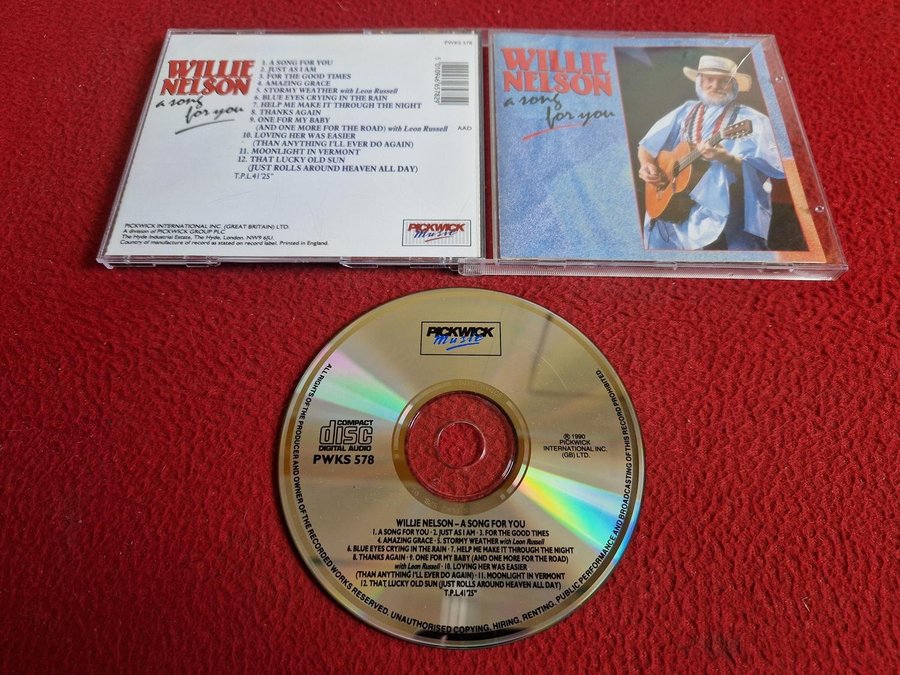 PWKS 578
WILLIE
NELSON
a song
for you
1. A SONG FOR YOU
2. JUST AS I AM
3. FOR THE GOOD TIMES
4. AMAZING GRACE
5. STORMY WEATHER with Leon Russell
6. BLUE EYES CRYING IN THE RAIN
7. HELP ME MAKE IT THROUGH THE NIGHT
8. THANKS AGAIN
9. ONE FOR MY BABY
(AND ONE MORE FOR THE ROAD) with Leon Russell
AAD
10. LOVING HER WAS EASIER
(THAN ANYTHING I'LL EVER DO AGAIN)
11. MOONLIGHT IN VERMONT
12. THAT LUCKY OLD SUN
(JUST ROLLS AROUND HEAVEN ALL DAY)
T.P.L.41'25"
PICKWICK INTERNATIONAL INC. (GREAT BRITAIN) LTD.
A division of PICKWICK GROUP P.L.C
The Hyde Industrial Estate, The Hyde, London, NW9 6JU.
Country of manufacture of record as stated on record label. Printed in England.
PICKWICK
Music
WILLIE
NELSON
a song
for you
PICKWICK
Music
ALL RIGHTS OF THE PRODUCER AND OWNER OF THE RECORDED WORKS RESERVED. UNAUTHORISED COPYING, HIRING, RENTING, PUBLIC PERFORMANCE AND BROADCASTING OF THIS RECORD PROHIBITED
COMPACT
disc
DIGITAL AUDIO
PWKS 578
℗ 1990
PICKWICK
INTERNATIONAL INC.
(GB) LTD.
WILLIE NELSON – A SONG FOR YOU
1. A SONG FOR YOU · 2. JUST AS I AM · 3. FOR THE GOOD TIMES
4. AMAZING GRACE · 5. STORMY WEATHER with Leon Russell
6. BLUE EYES CRYING IN THE RAIN · 7. HELP ME MAKE IT THROUGH THE NIGHT
8. THANKS AGAIN · 9. ONE FOR MY BABY (AND ONE MORE FOR THE ROAD)
with Leon Russell · 10. LOVING HER WAS EASIER
(THAN ANYTHING I'LL EVER DO AGAIN) · 11. MOONLIGHT IN VERMONT
12. THAT LUCKY OLD SUN (JUST ROLLS AROUND HEAVEN ALL DAY)
T.P.L.41'25"